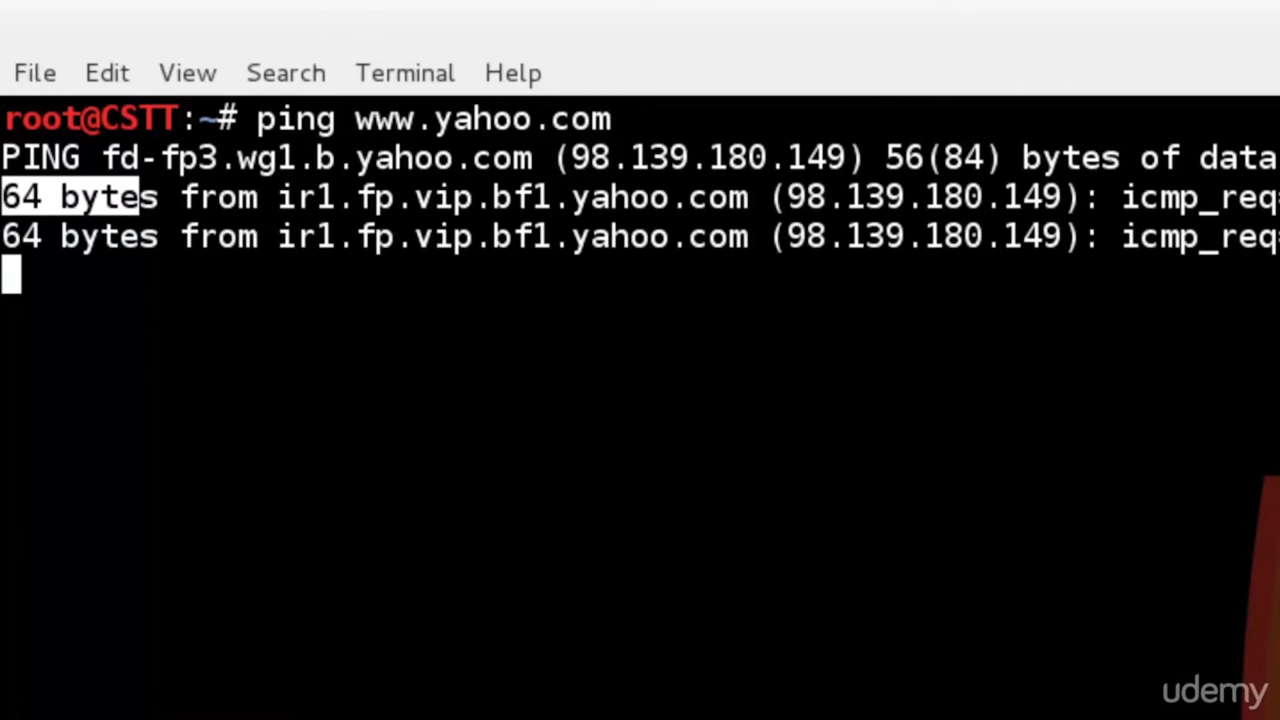 File Edit View Search Terminal Help
root@CSTT:~# ping www.yahoo.com
PING fd-fp3.wg1.b.yahoo.com (98.139.180.149) 56(84) bytes of data
64 bytes from ir1.fp.vip.bf1.yahoo.com (98.139.180.149): icmp_req
64 bytes from ir1.fp.vip.bf1.yahoo.com (98.139.180.149): icmp_req
udemy